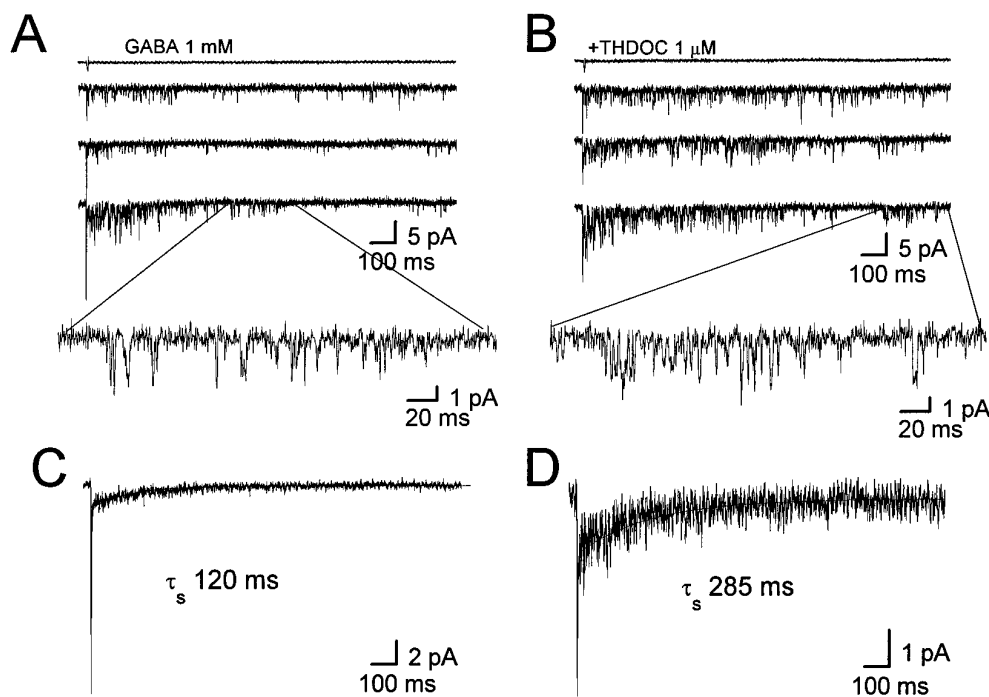 A
GABA 1 mM
5 pA
100 ms
1 pA
20 ms
B
+THDOC 1 μM
5 pA
100 ms
1 pA
20 ms
C
τs 120 ms
2 pA
100 ms
D
τs 285 ms
1 pA
100 ms